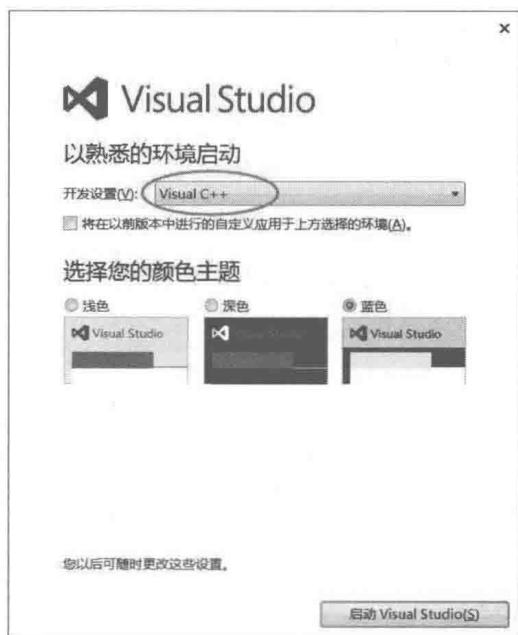 ×
Visual Studio
以熟悉的环境启动
开发设置(V): Visual C++
将在以前版本中进行的自定义应用于上方选择的环境(A)。
选择您的颜色主题
浅色 深色 蓝色
Visual Studio Visual Studio Visual Studio
您以后可随时更改这些设置。
启动 Visual Studio(S)